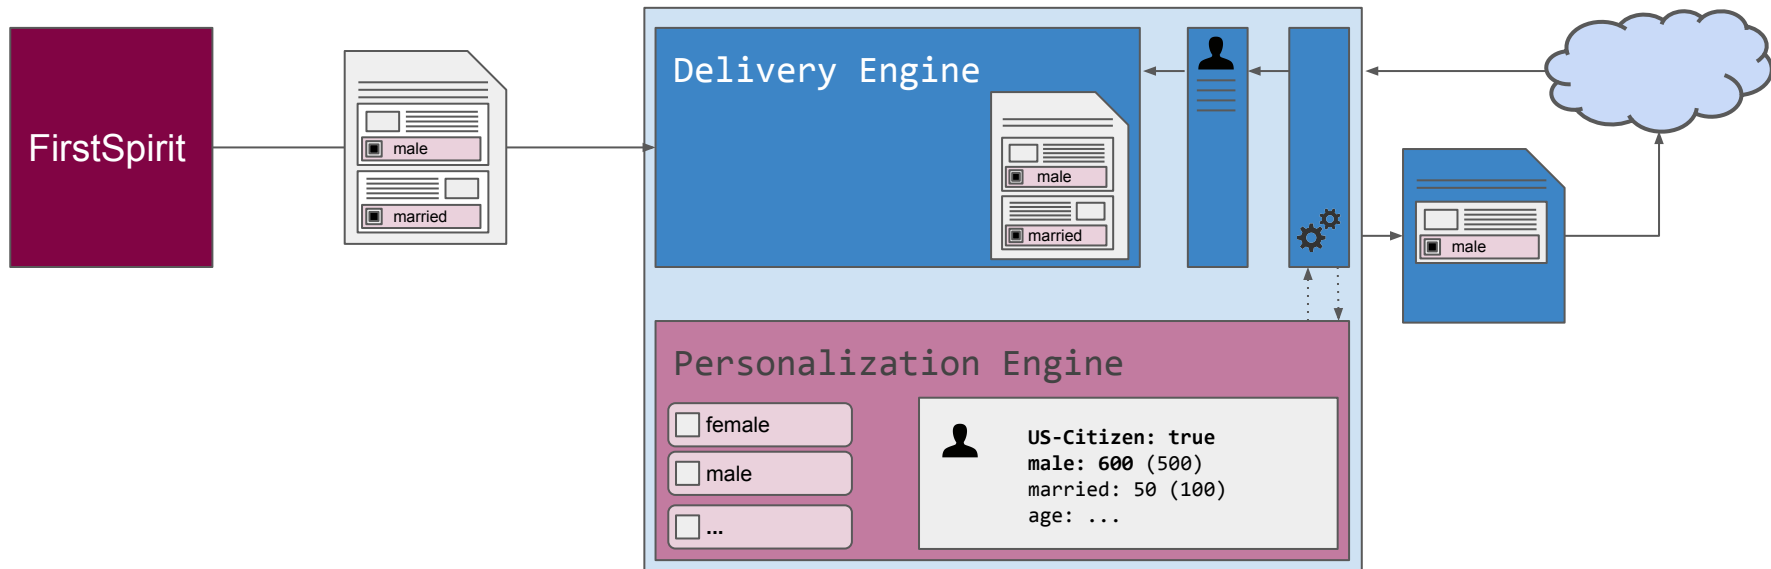 FirstSpirit
male
married
Delivery Engine
male
married
male
Personalization Engine
female
male
...
US-Citizen: true
male: 600 (500)
married: 50 (100)
age: ...